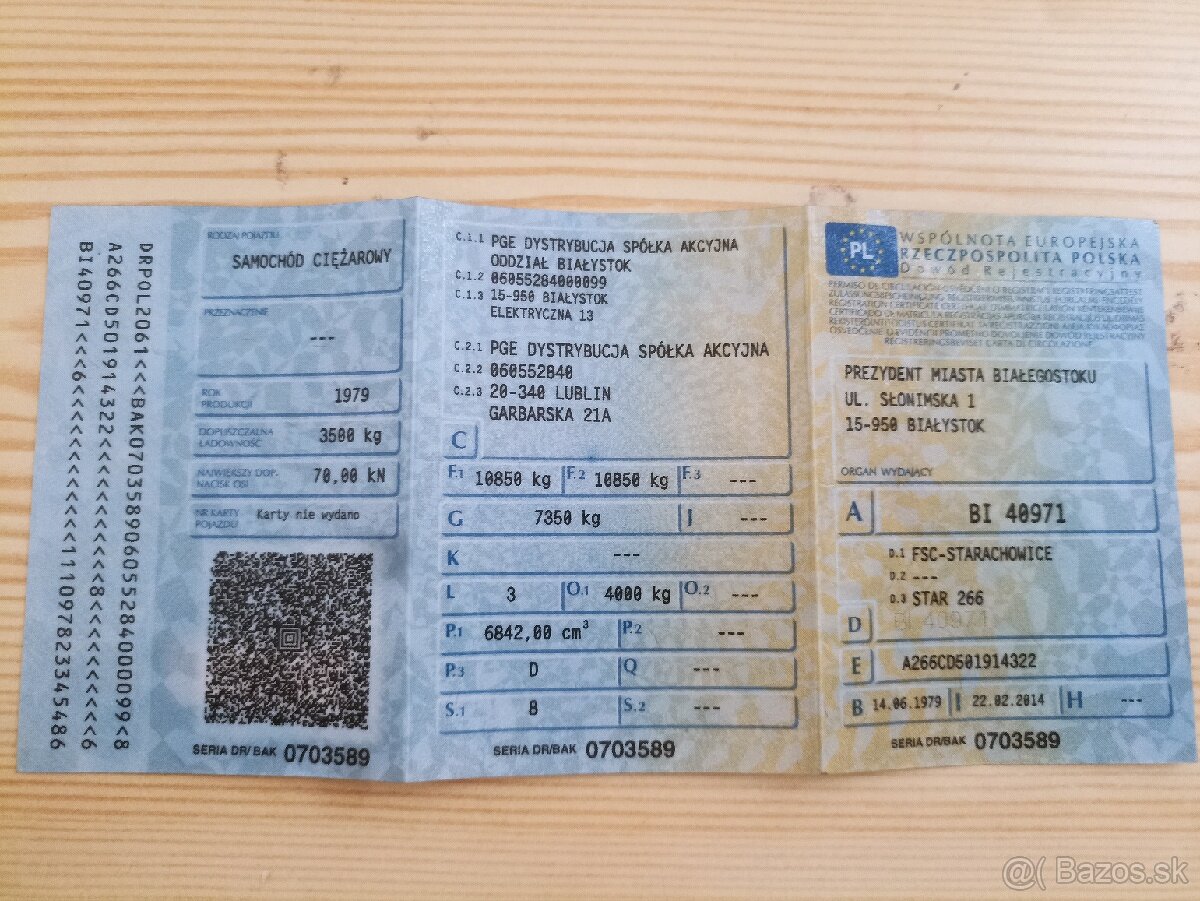 DRPOL2061<<BAK070358906055284000099<8
A266CD501914322<<<<<<<<8<<<<<<<<
BI40971<<<6<<<<<<<<<<<111097823345486
RODZAJ POJAZDU
SAMOCHÓD CIĘŻAROWY
PRZEZNACZENIE
---
ROK PRODUKCJI
1979
DOPUSZCZALNA ŁADOWNOŚĆ
3500 kg
NAJWIĘKSZY DOP. NACISK OSI
70,00 kN
NR KARTY POJAZDU
Karty nie wydano
SERIA DR/BAK 0703589
C.1.1 PGE DYSTRYBUCJA SPÓŁKA AKCYJNA
ODDZIAŁ BIAŁYSTOK
C.1.2 06055284000099
C.1.3 15-950 BIAŁYSTOK
ELEKTRYCZNA 13
C.2.1 PGE DYSTRYBUCJA SPÓŁKA AKCYJNA
C.2.2 060552840
C.2.3 20-340 LUBLIN
GARBARSKA 21A
C
F.1 10850 kg F.2 10850 kg F.3 ---
G 7350 kg J ---
K ---
L 3 O.1 4000 kg O.2 ---
P.1 6842,00 cm³ P.2 ---
P.3 D Q ---
S.1 8 S.2 ---
SERIA DR/BAK 0703589
PL
WSPÓLNOTA EUROPEJSKA
RZECZPOSPOLITA POLSKA
Dowód Rejestracyjny
PREZYDENT MIASTA BIAŁEGOSTOKU
UL. SŁONIMSKA 1
15-950 BIAŁYSTOK
ORGAN WYDAJĄCY
A BI 40971
D.1 FSC-STARACHOWICE
D.2 ---
D.3 STAR 266
D BI 40971
E A266CD501914322
B 14.06.1979 I 22.02.2014 H ---
SERIA DR/BAK 0703589
@( Bazos.sk